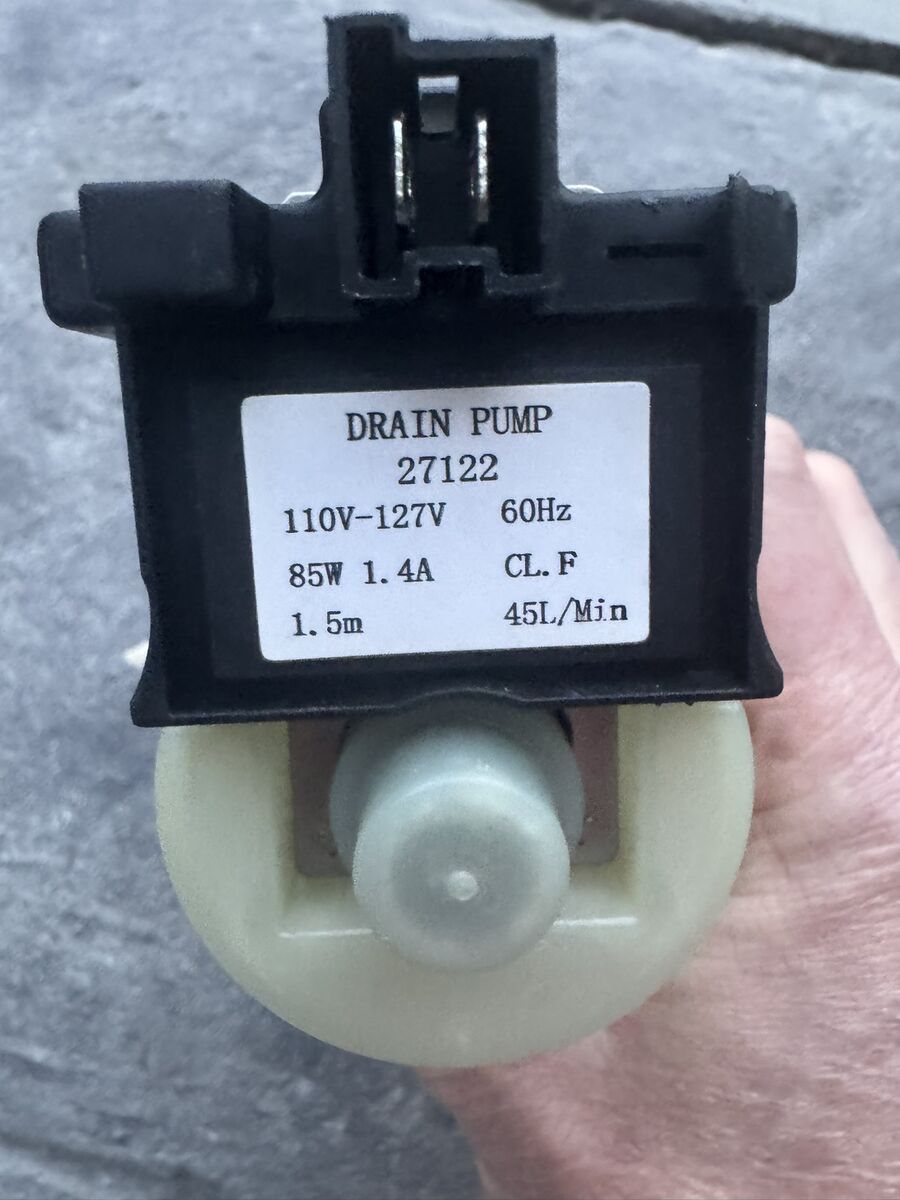 DRAIN PUMP
27122
110V-127V 60Hz
85W 1.4A CL.F
1.5m 45L/Min